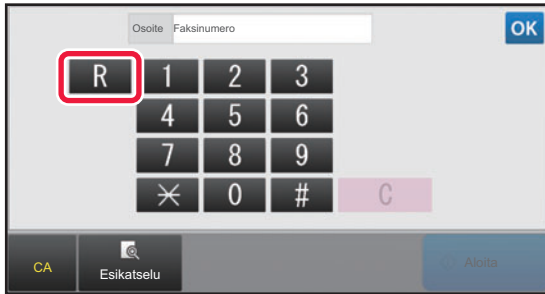 Osoite Faksinumero OK
R 1 2 3
4 5 6
7 8 9
* 0 # C
CA Esikatselu Aloita